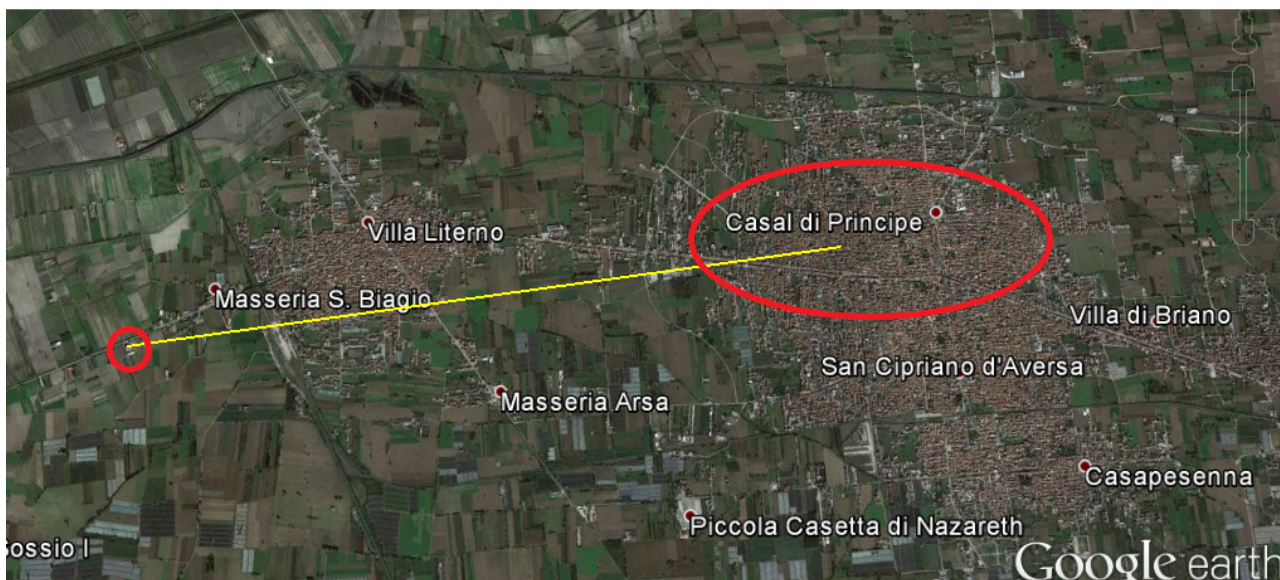 Villa Literno
Casal di Principe
Masseria S. Biagio
Villa di Briano
San Cipriano d'Aversa
Masseria Arsa
Casapesenna
Piccola Casetta di Nazareth
Sossio I
Google earth